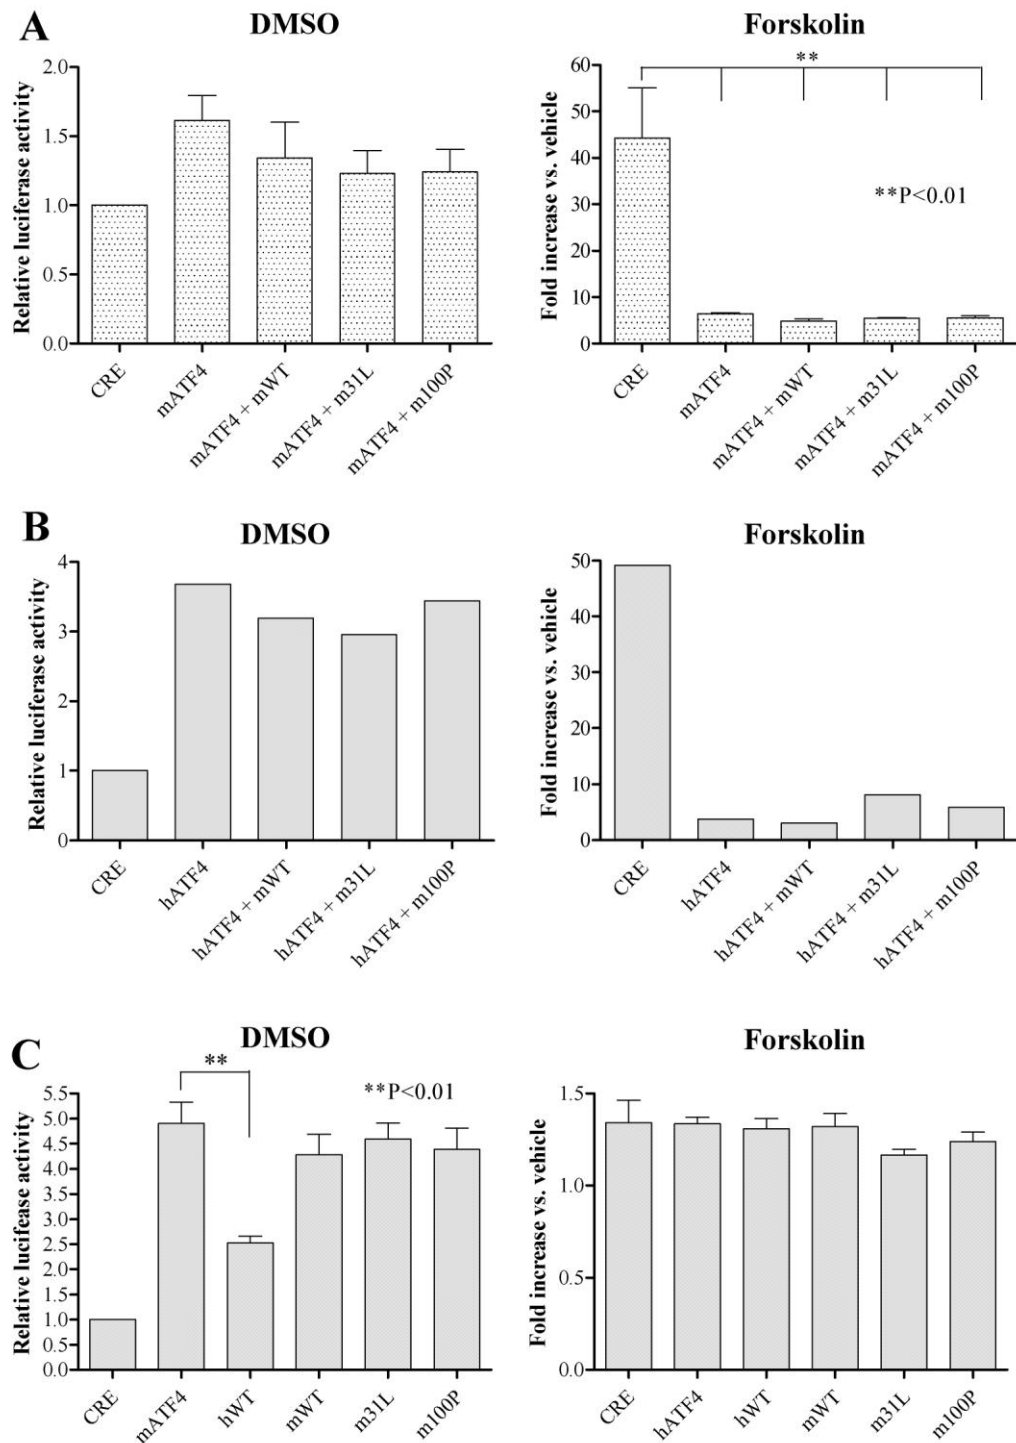 A
DMSO
Relative luciferase activity
2.0
1.5
1.0
0.5
0.0
CRE
mATF4
mATF4 + mWT
mATF4 + m31L
mATF4 + m100P
Forskolin
Fold increase vs. vehicle
60
50
40
30
20
10
0
**
**P<0.01
CRE
mATF4
mATF4 + mWT
mATF4 + m31L
mATF4 + m100P
B
DMSO
Relative luciferase activity
4
3
2
1
0
CRE
hATF4
hATF4 + mWT
hATF4 + m31L
hATF4 + m100P
Forskolin
Fold increase vs. vehicle
50
40
30
20
10
0
CRE
hATF4
hATF4 + mWT
hATF4 + m31L
hATF4 + m100P
C
DMSO
Relative lucifease activity
5.5
5.0
4.5
4.0
3.5
3.0
2.5
2.0
1.5
1.0
0.5
0.0
**
**P<0.01
CRE
mATF4
hWT
mWT
m31L
m100P
Forskolin
Fold increase vs. vehicle
1.5
1.0
0.5
0.0
CRE
hATF4
hWT
mWT
m31L
m100P